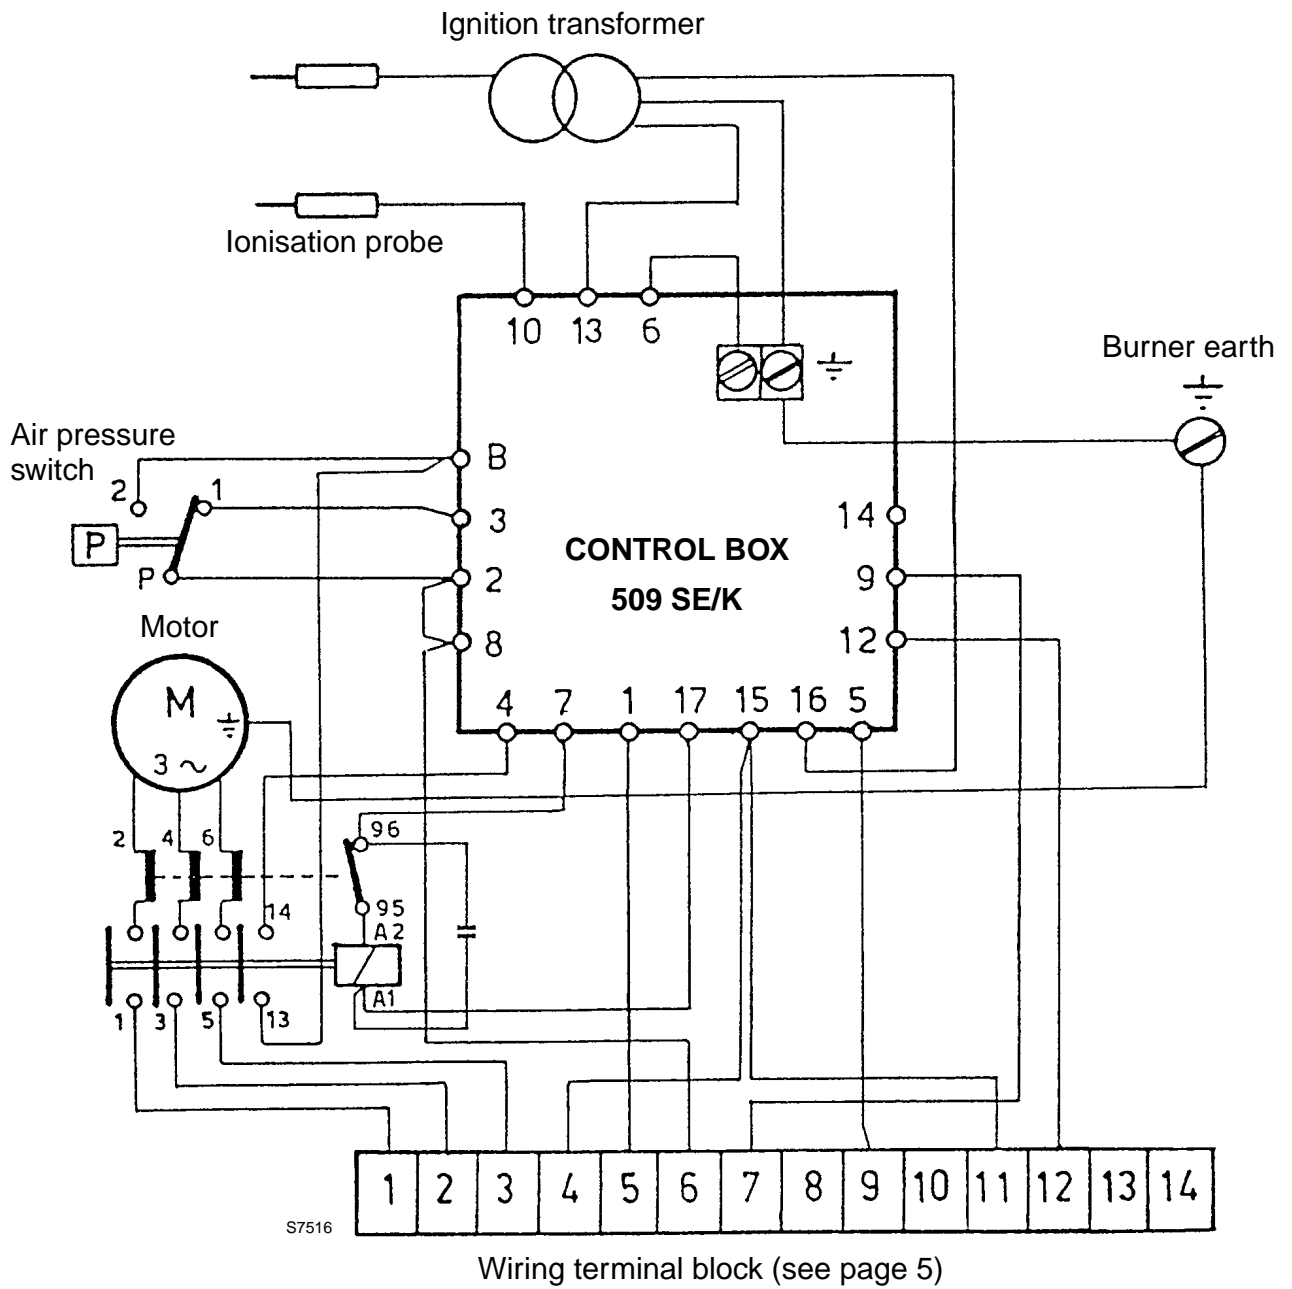 Ignition transformer
Ionisation probe
10 13 6
Burner earth
Air pressure
switch
B
2 1
3
14
P
CONTROL BOX
P
2
9
509 SE/K
Motor
8
12
M
4 7 1 17 15 16 5
3 ~
2 4 6
96
95
14
A2
A1
1 3 5 13
1 2 3 4 5 6 7 8 9 10 11 12 13 14
S7516
Wiring terminal block (see page 5)